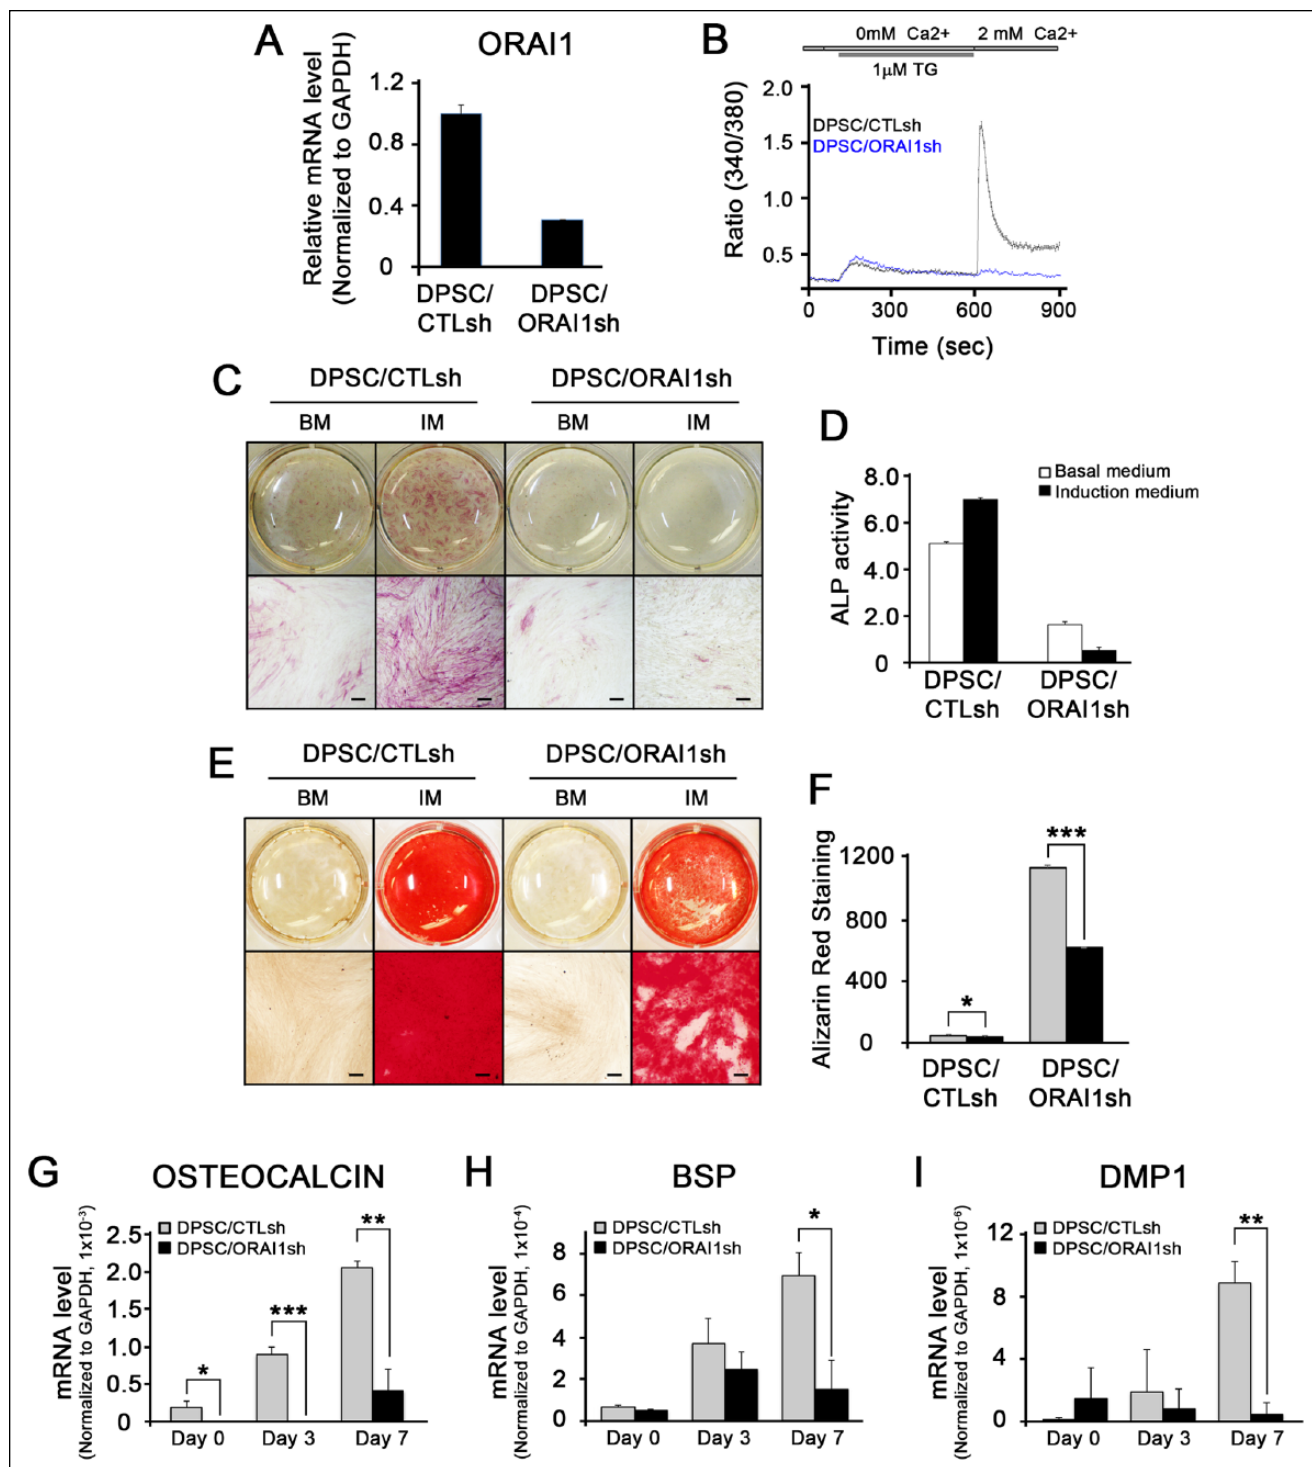 A
ORAI1
Relative mRNA level
(Normalized to GAPDH)
1.2
0.8
0.4
0
DPSC/
CTLsh
DPSC/
ORAI1sh
B
0mM Ca2+
2 mM Ca2+
1µM TG
Ratio (340/380)
2.0
1.5
1.0
0.5
DPSC/CTLsh
DPSC/ORAI1sh
0
300
600
900
Time (sec)
C
DPSC/CTLsh
DPSC/ORAI1sh
BM
IM
BM
IM
D
ALP activity
8.0
6.0
4.0
2.0
0
Basal medium
Induction medium
DPSC/
CTLsh
DPSC/
ORAI1sh
E
DPSC/CTLsh
DPSC/ORAI1sh
BM
IM
BM
IM
F
Alizarin Red Staining
1200
800
400
0
*
***
DPSC/
CTLsh
DPSC/
ORAI1sh
G
OSTEOCALCIN
mRNA level
(Normalized to GAPDH, 1x10⁻³)
2.5
2.0
1.5
1.0
0.5
0
DPSC/CTLsh
DPSC/ORAI1sh
*
***
**
Day 0
Day 3
Day 7
H
BSP
mRNA level
(Normalized to GAPDH, 1x10⁻⁴)
8
6
4
2
0
DPSC/CTLsh
DPSC/ORAI1sh
*
Day 0
Day 3
Day 7
I
DMP1
mRNA level
(Normalized to GAPDH, 1x10⁻⁶)
12
8
4
0
DPSC/CTLsh
DPSC/ORAI1sh
**
Day 0
Day 3
Day 7